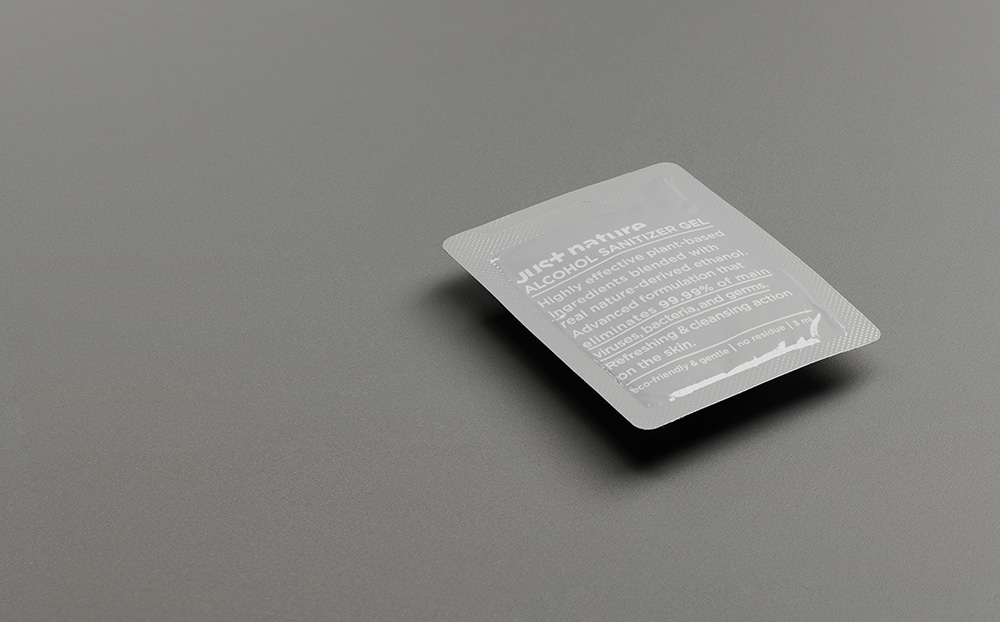 just nature
ALCOHOL SANITIZER GEL
Highly effective plant-based
ingredients blended with
real nature-derived ethanol.
Advanced formulation that
eliminates 99.99% of main
viruses, bacteria, and germs.
Refreshing & cleansing action
on the skin.
eco-friendly & gentle | no residue | 3 ml